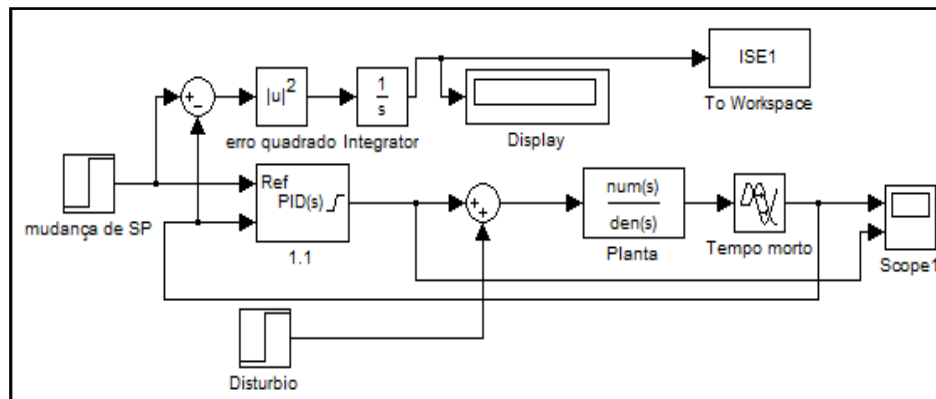 ISE1
To Workspace
|u|²
erro quadrado
1
s
Integrator
Display
mudança de SP
Ref
PID(s)
1.1
num(s)
den(s)
Planta
Tempo morto
Scope1
Disturbio